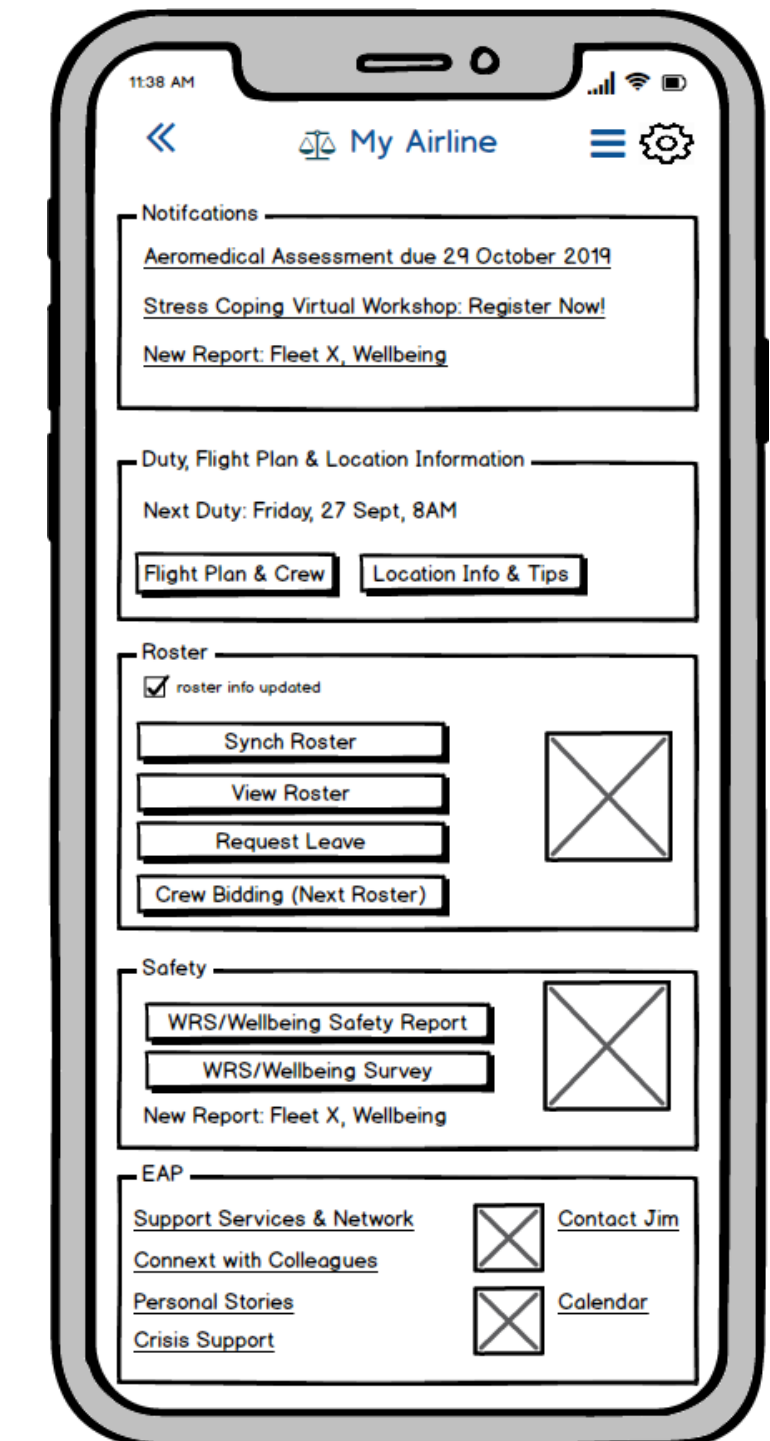 11:38 AM
My Airline
Notifcations
Aeromedical Assessment due 29 October 2019
Stress Coping Virtual Workshop: Register Now!
New Report: Fleet X, Wellbeing
Duty, Flight Plan & Location Information
Next Duty: Friday, 27 Sept, 8AM
Flight Plan & Crew Location Info & Tips
Roster
roster info updated
Synch Roster
View Roster
Request Leave
Crew Bidding (Next Roster)
Safety
WRS/Wellbeing Safety Report
WRS/Wellbeing Survey
New Report: Fleet X, Wellbeing
EAP
Support Services & Network Contact Jim
Connext with Colleagues
Personal Stories Calendar
Crisis Support